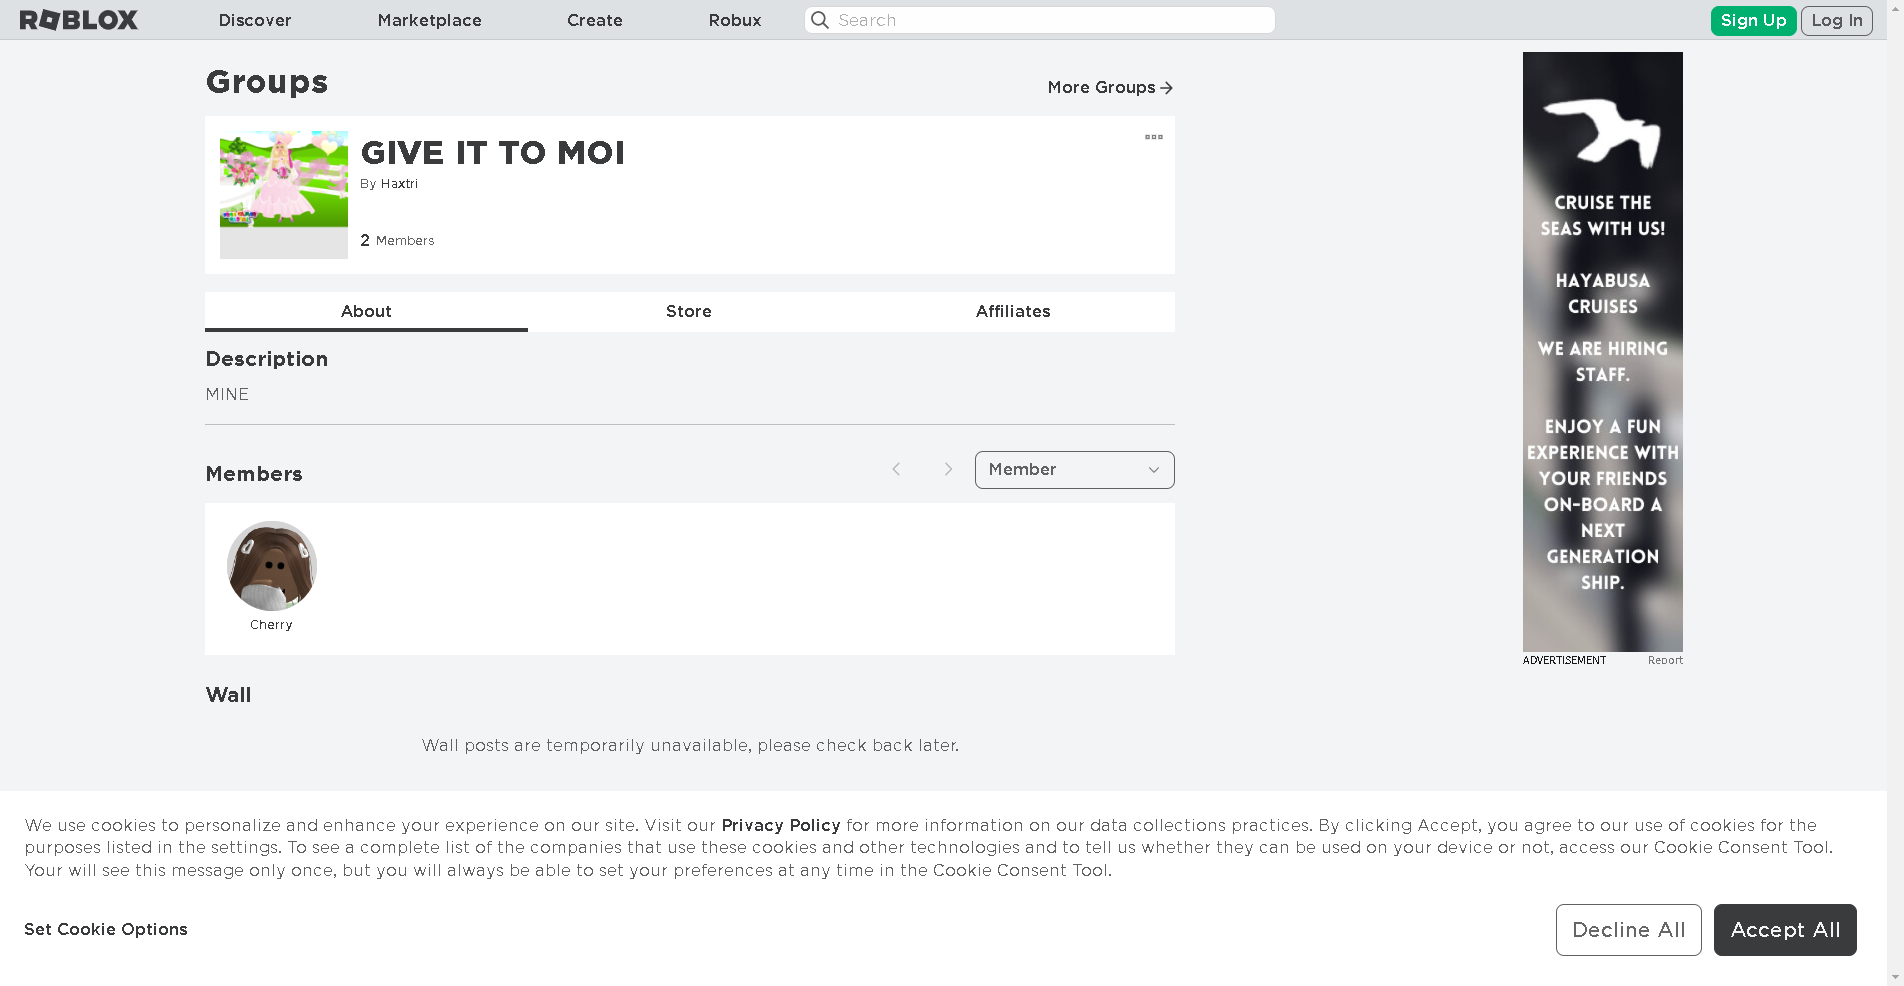 ROBLOX Discover Marketplace Create Robux Search Sign Up Log In
Groups
More Groups
GIVE IT TO MOI
By Haxtri
2 Members
About Store Affiliates
Description
MINE
Members
Member
Cherry
Wall
Wall posts are temporarily unavailable, please check back later.
CRUISE THE
SEAS WITH US!
HAYABUSA
CRUISES
WE ARE HIRING
STAFF.
ENJOY A FUN
EXPERIENCE WITH
YOUR FRIENDS
ON-BOARD A
NEXT
GENERATION
SHIP.
ADVERTISEMENT Report
We use cookies to personalize and enhance your experience on our site. Visit our Privacy Policy for more information on our data collections practices. By clicking Accept, you agree to our use of cookies for the
purposes listed in the settings. To see a complete list of the companies that use these cookies and other technologies and to tell us whether they can be used on your device or not, access our Cookie Consent Tool.
Your will see this message only once, but you will always be able to set your preferences at any time in the Cookie Consent Tool.
Set Cookie Options
Decline All
Accept All